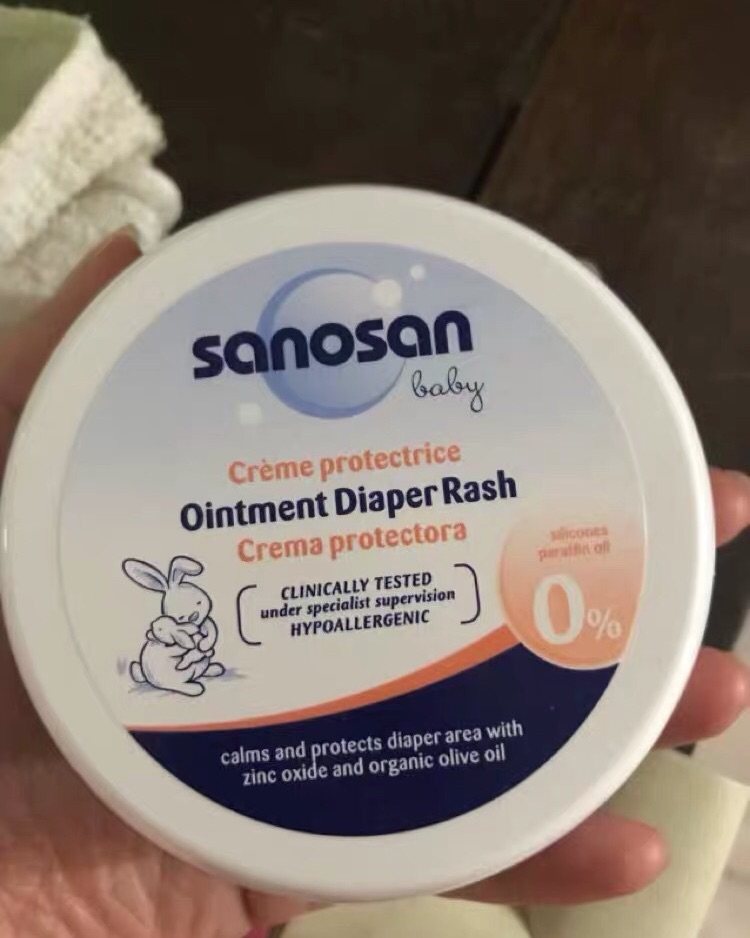 sanosan
baby
Crème protectrice
Ointment Diaper Rash
Crema protectora
CLINICALLY TESTED
under specialist supervision
HYPOALLERGENIC
silicones
paraffin oil
0%
calms and protects diaper area with
zinc oxide and organic olive oil